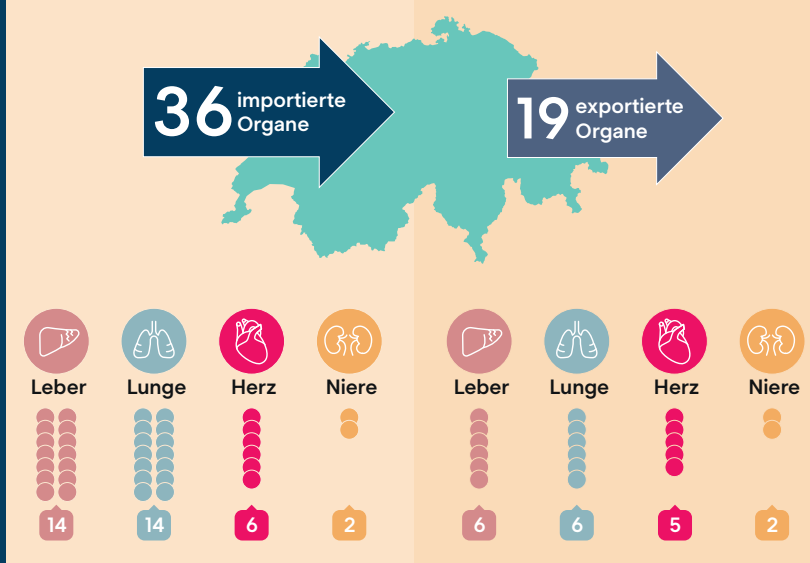 36 importierte
Organe
19 exportierte
Organe
Leber Lunge Herz Niere
14 14 6 2
Leber Lunge Herz Niere
6 6 5 2